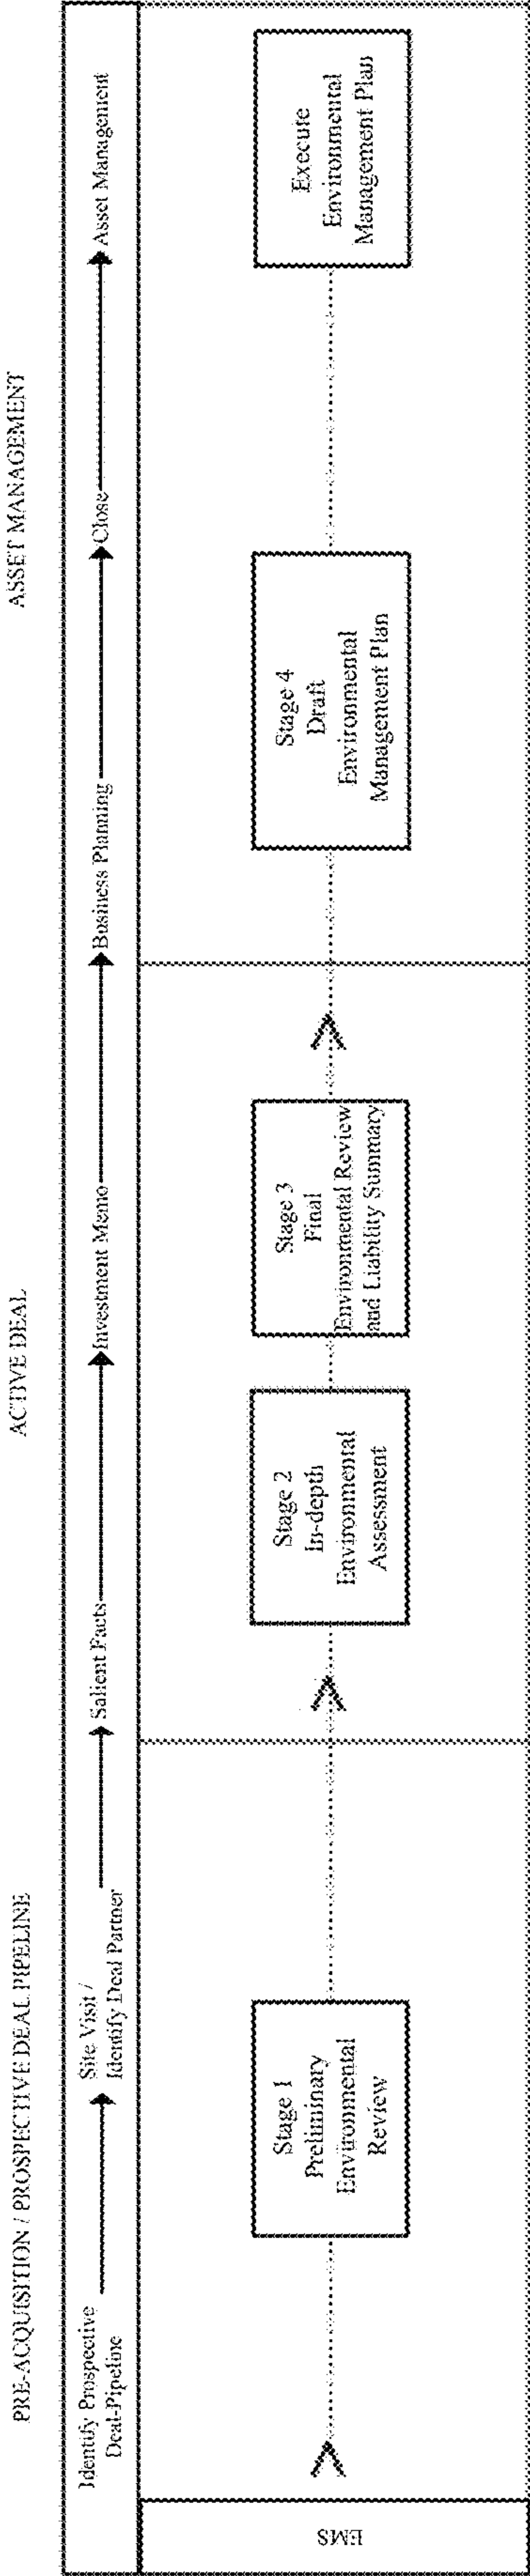 PRE-ACQUISITION / PROSPECTIVE DEAL PIPELINE
ACTIVE DEAL
ASSET MANAGEMENT
Identify Prospective
Deal-Pipeline
Site Visit /
Identify Deal Partner
Salient Facts
Investment Memo
Business Planning
Close
Asset Management
EMS
Stage 1
Preliminary
Environmental
Review
Stage 2
In-depth
Environmental
Assessment
Stage 3
Final
Environmental Review
and Liability Summary
Stage 4
Draft
Environmental
Management Plan
Execute
Environmental
Management Plan